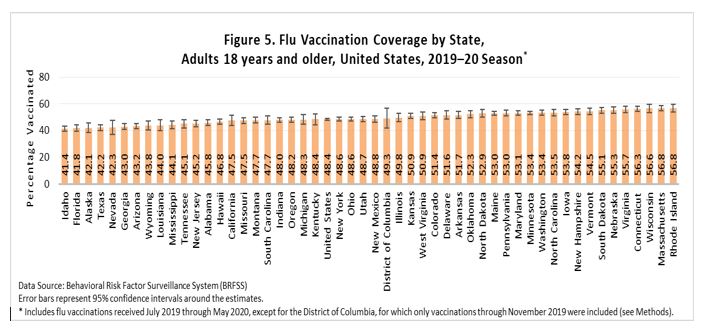 Figure 5. Flu Vaccination Coverage by State,
Adults 18 years and older, United States, 2019–20 Season*
Percentage Vaccinated
80
60
40
20
0
41.4 41.8 42.1 42.2 42.3 43.0 43.2 43.8 44.0 44.1 45.1 45.2 45.8 46.8 47.5 47.5 47.7 47.7 48.0 48.2 48.3 48.4 48.4 48.6 48.6 48.7 48.8 49.3 49.8 50.9 50.9 51.4 51.6 51.7 52.3 52.9 53.0 53.0 53.1 53.4 53.4 53.5 53.8 54.2 54.5 55.1 55.3 55.7 56.3 56.6 56.8 56.8
Idaho
Florida
Alaska
Texas
Nevada
Georgia
Arizona
Wyoming
Louisiana
Mississippi
Tennessee
New Jersey
Alabama
Hawaii
California
Missouri
Montana
South Carolina
Indiana
Oregon
Michigan
Kentucky
United States
New York
Ohio
Utah
New Mexico
District of Columbia
Illinois
Kansas
West Virginia
Colorado
Delaware
Arkansas
Oklahoma
North Dakota
Maine
Pennsylvania
Maryland
Minnesota
Washington
North Carolina
Iowa
New Hampshire
Vermont
South Dakota
Nebraska
Virginia
Connecticut
Wisconsin
Massachusetts
Rhode Island
Data Source: Behavioral Risk Factor Surveillance System (BRFSS)
Error bars represent 95% confidence intervals around the estimates.
* Includes flu vaccinations received July 2019 through May 2020, except for the District of Columbia, for which only vaccinations through November 2019 were included (see Methods).